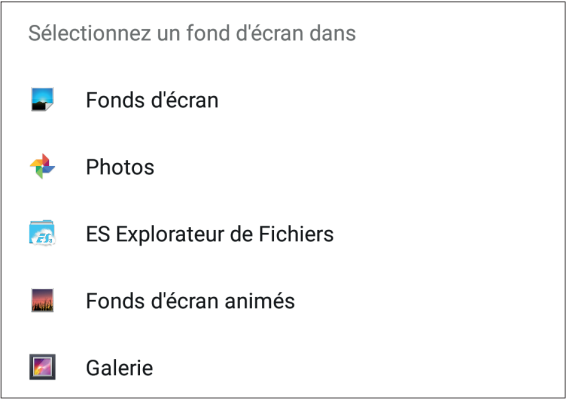 Sélectionnez un fond d'écran dans
Fonds d'écran
Photos
ES Explorateur de Fichiers
Fonds d'écran animés
Galerie